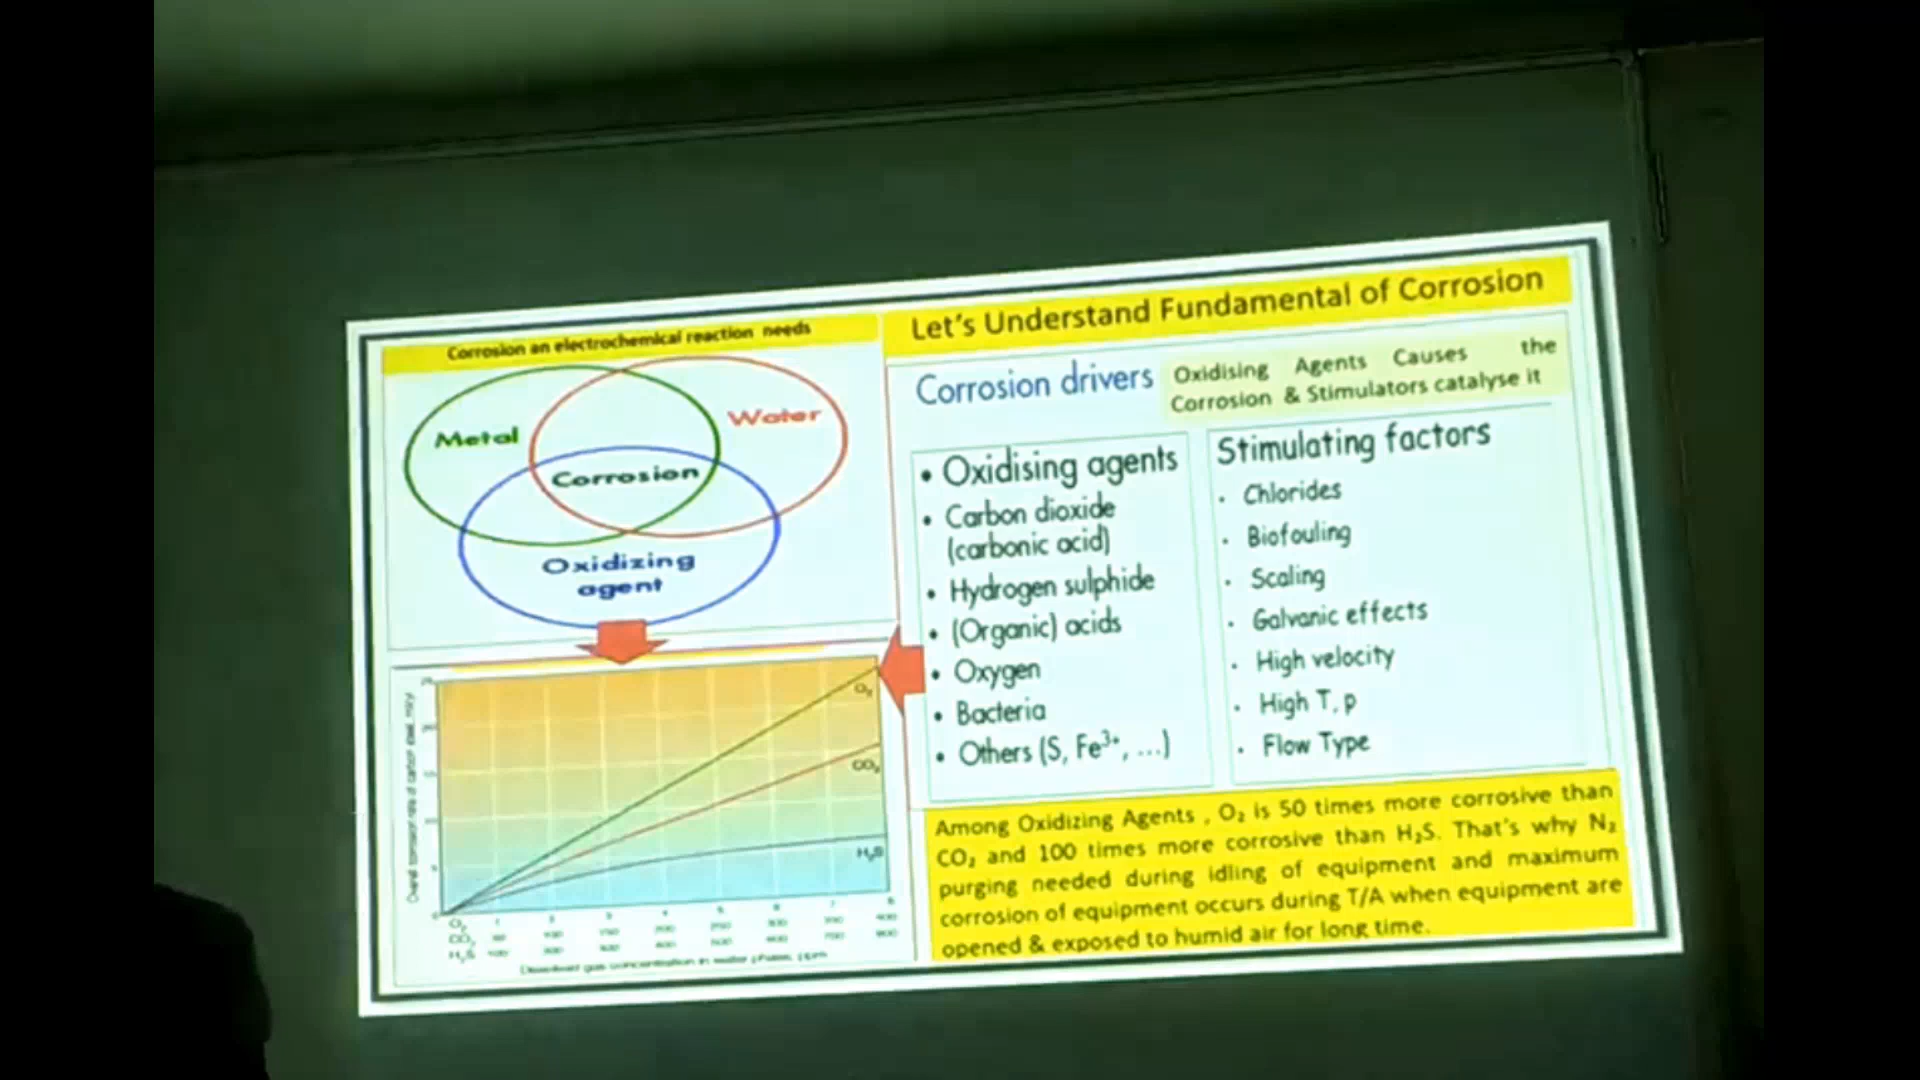 Corrosion an electrochemical reaction needs
Metal
Water
Corrosion
Oxidizing
agent
Let's Understand Fundamental of Corrosion
Corrosion drivers
Oxidising Agents Causes the
Corrosion & Stimulators catalyse it
• Oxidising agents
• Carbon dioxide
(carbonic acid)
• Hydrogen sulphide
• (Organic) acids
• Oxygen
• Bacteria
• Others (S, Fe³⁺, ...)
Stimulating factors
• Chlorides
• Biofouling
• Scaling
• Galvanic effects
• High velocity
• High T, p
• Flow Type
O₂
CO₂
H₂S
O₂
CO₂
H₂S
Among Oxidizing Agents , O₂ is 50 times more corrosive than
CO₂ and 100 times more corrosive than H₂S. That's why N₂
purging needed during idling of equipment and maximum
corrosion of equipment occurs during T/A when equipment are
opened & exposed to humid air for long time.